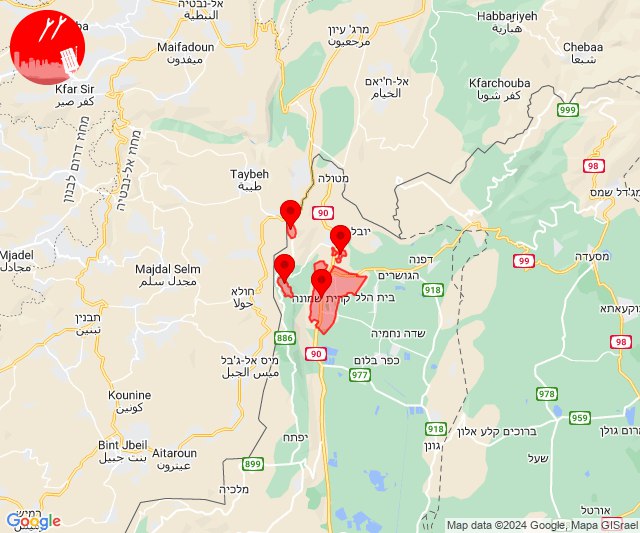 אל-נבטיה
النبطية
Habbariyeh
هبارية
Maifadoun
ميفدون
מרג' עיון
مرجعيون
Chebaa
شبعا
Kfar Sir
كفر صير
אל-ח'יאם
الخيام
Kfarchouba
كفر شوبا
999
מחוז אל-נבטיה
מחוז דרום לבנון
98
Taybeh
طيبة
מטולה
מג'דל שמס
90
יובל
Mjadel
مجادل
Majdal Selm
مجدل سلم
דפנה
99
מסעדה
הגושרים
חולא
حولا
קרית שמונה
בית הלל
918
בוקעאתא
תבנין
تبنين
886
שדה נחמיה
98
90
מיס אל-ג'בל
ميس الجبل
כפר בלום
977
Kounine
كونين
978
959
918
ברוכים קלע אלון
מרום גולן
Bint Jbeil
بنت جبيل
יפתח
גונן
Aitaroun
عيترون
899
שעל
מלכיה
אורטל
Google
Map data ©2024 Google, Mapa GISrael